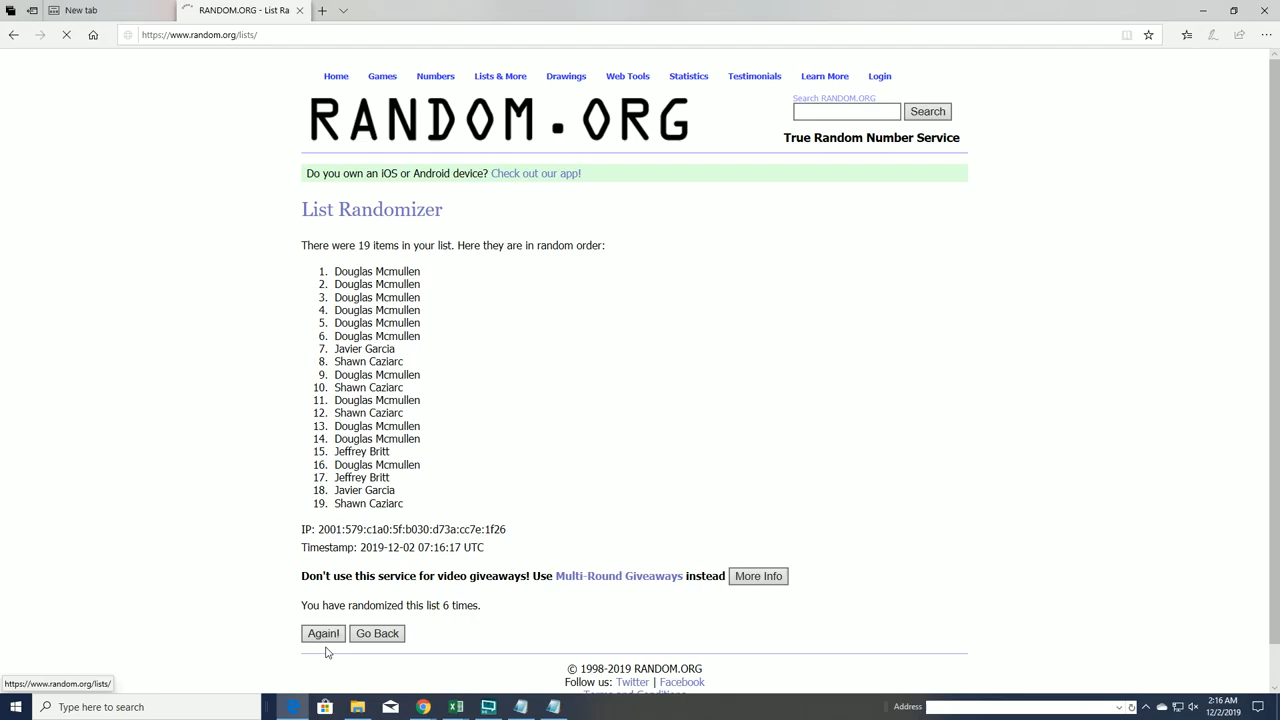 New tab
RANDOM.ORG - List Ra
https://www.random.org/lists/
Home Games Numbers Lists & More Drawings Web Tools Statistics Testimonials Learn More Login
RANDOM.ORG
Search RANDOM.ORG
Search
True Random Number Service
Do you own an iOS or Android device? Check out our app!
List Randomizer
There were 19 items in your list. Here they are in random order:
1. Douglas Mcmullen
2. Douglas Mcmullen
3. Douglas Mcmullen
4. Douglas Mcmullen
5. Douglas Mcmullen
6. Douglas Mcmullen
7. Javier Garcia
8. Shawn Caziarc
9. Douglas Mcmullen
10. Shawn Caziarc
11. Douglas Mcmullen
12. Shawn Caziarc
13. Douglas Mcmullen
14. Douglas Mcmullen
15. Jeffrey Britt
16. Douglas Mcmullen
17. Jeffrey Britt
18. Javier Garcia
19. Shawn Caziarc
IP: 2001:579:c1a0:5f:b030:d73a:cc7e:1f26
Timestamp: 2019-12-02 07:16:17 UTC
Don't use this service for video giveaways! Use Multi-Round Giveaways instead More Info
You have randomized this list 6 times.
Again! Go Back
© 1998-2019 RANDOM.ORG
Follow us: Twitter | Facebook
Terms and Conditions
https://www.random.org/lists/
Type here to search
Address
2:16 AM
12/2/2019